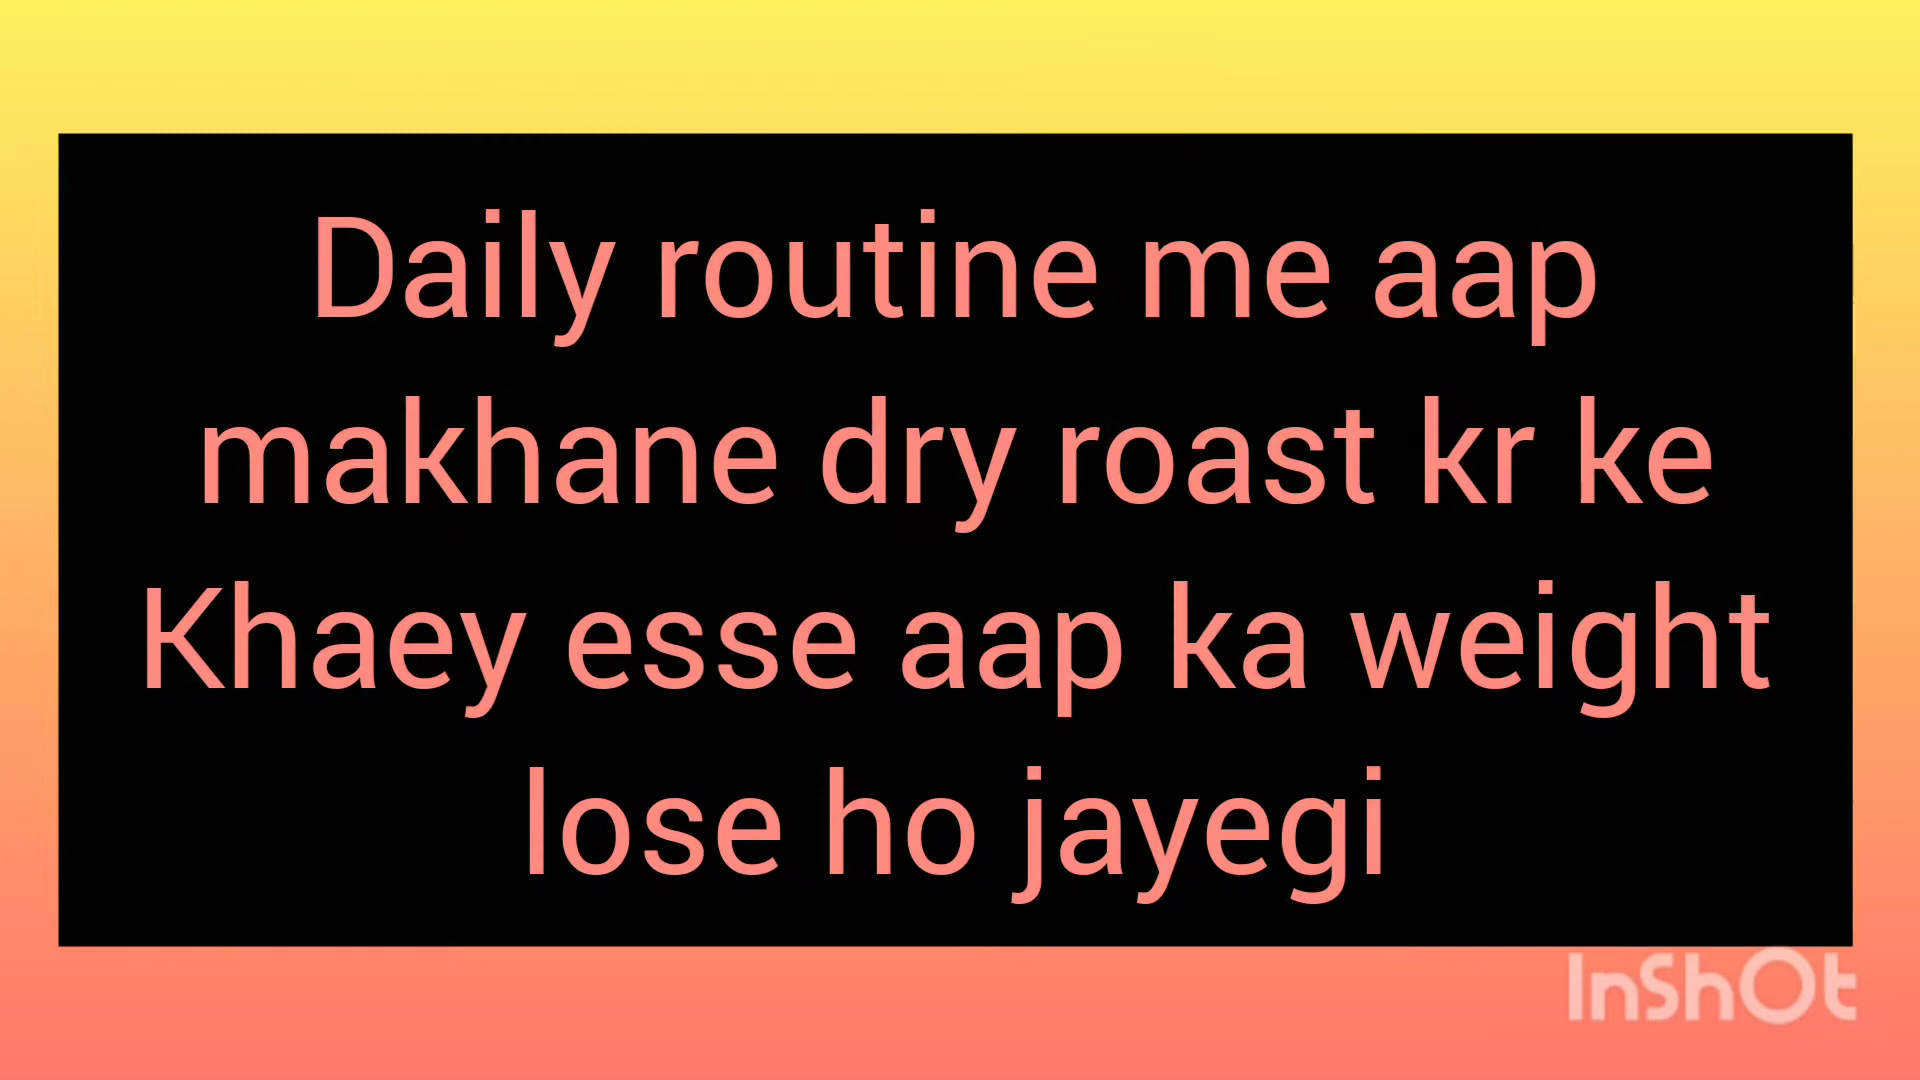 Daily routine me aap
makhane dry roast kr ke
Khaey esse aap ka weight
lose ho jayegi
InShOt